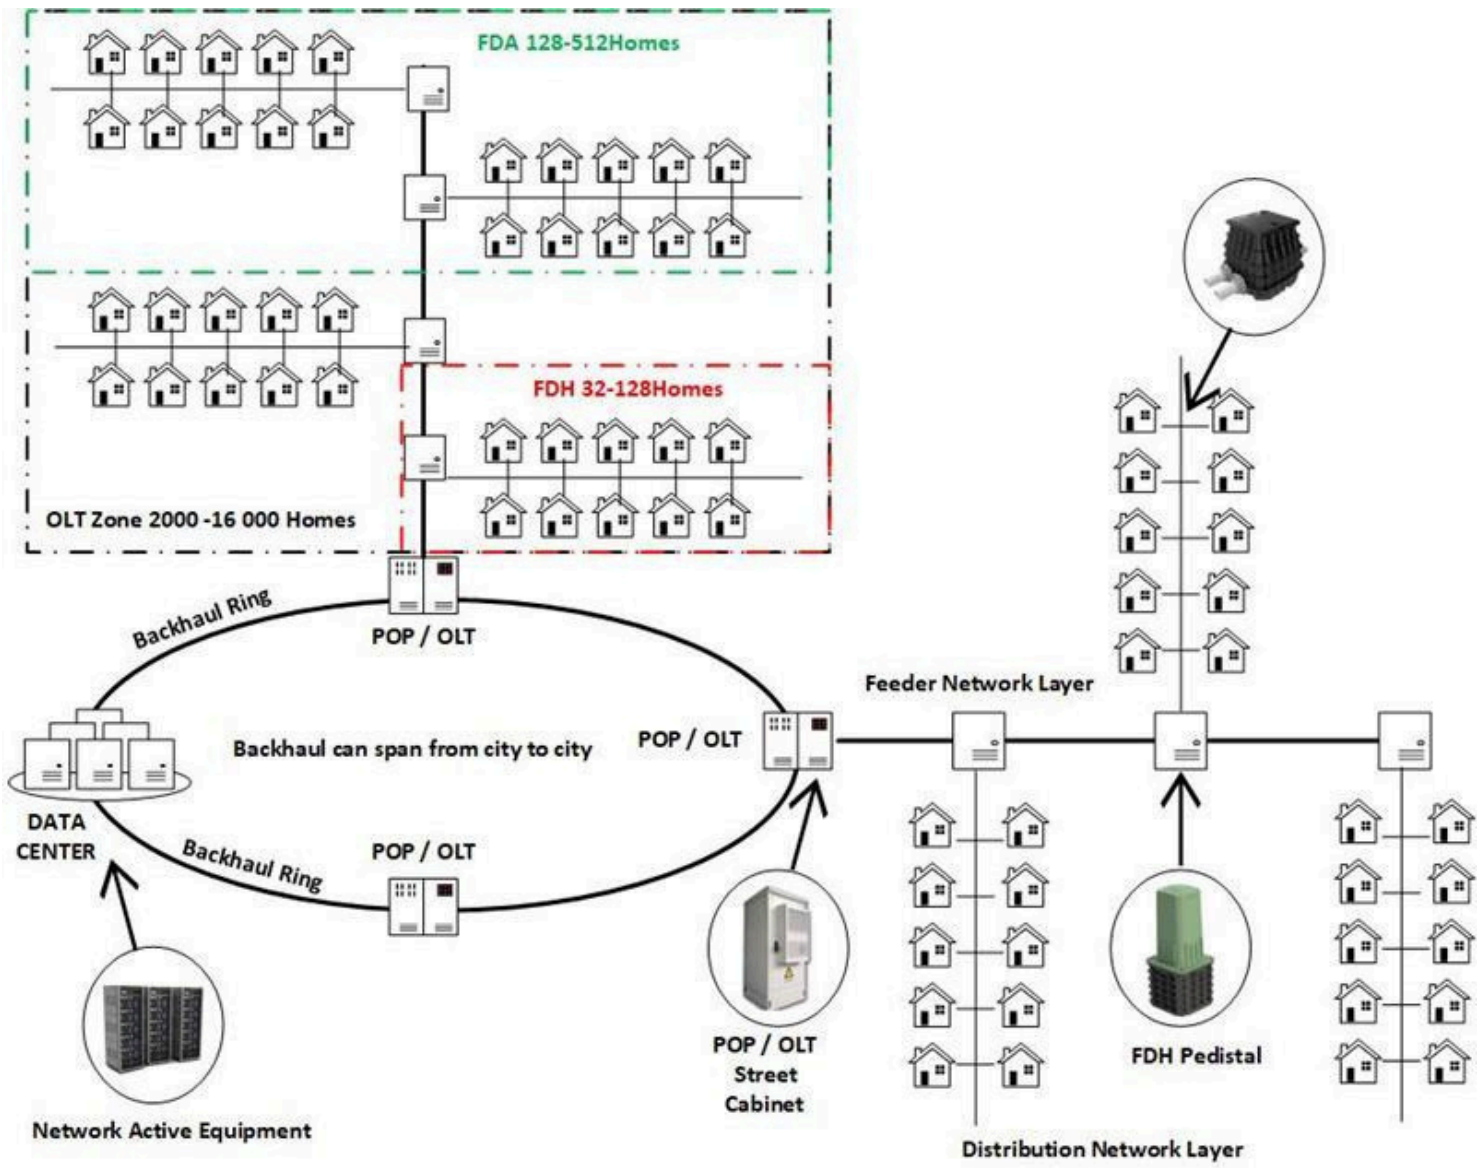 FDA 128-512Homes
FDH 32-128Homes
OLT Zone 2000 -16 000 Homes
Backhaul Ring
POP / OLT
Feeder Network Layer
POP / OLT
Backhaul can span from city to city
DATA
CENTER
Backhaul Ring
POP / OLT
POP / OLT
Street
Cabinet
FDH Pedistal
Network Active Equipment
Distribution Network Layer